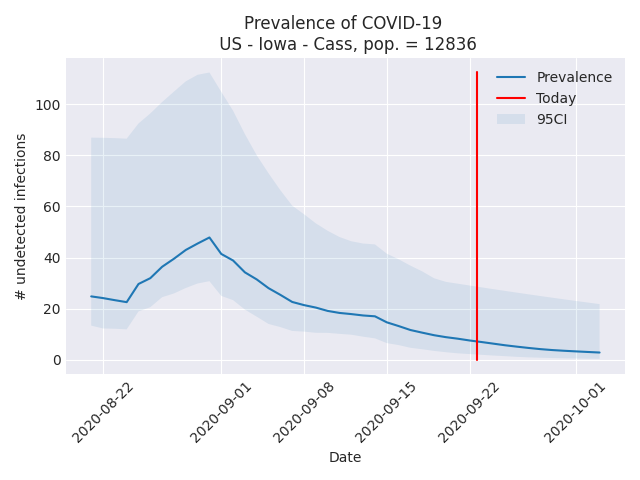 Prevalence of COVID-19
US - Iowa - Cass, pop. = 12836
Prevalence
Today
95CI
# undetected infections
100
80
60
40
20
0
2020-08-22
2020-09-01
2020-09-08
2020-09-15
2020-09-22
2020-10-01
Date